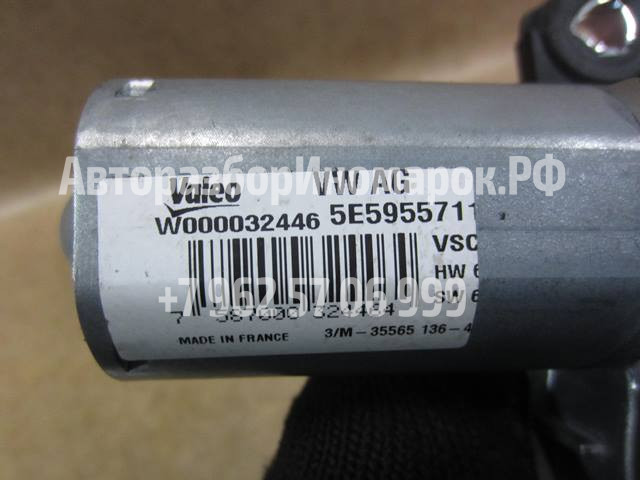 Valeo VW AG
АвторазборИномарок.РФ
W000032446 5E5955711
VSC
HW 6
SW 6
+7 962 57 06 999
MADE IN FRANCE 3/M-35565 136-4